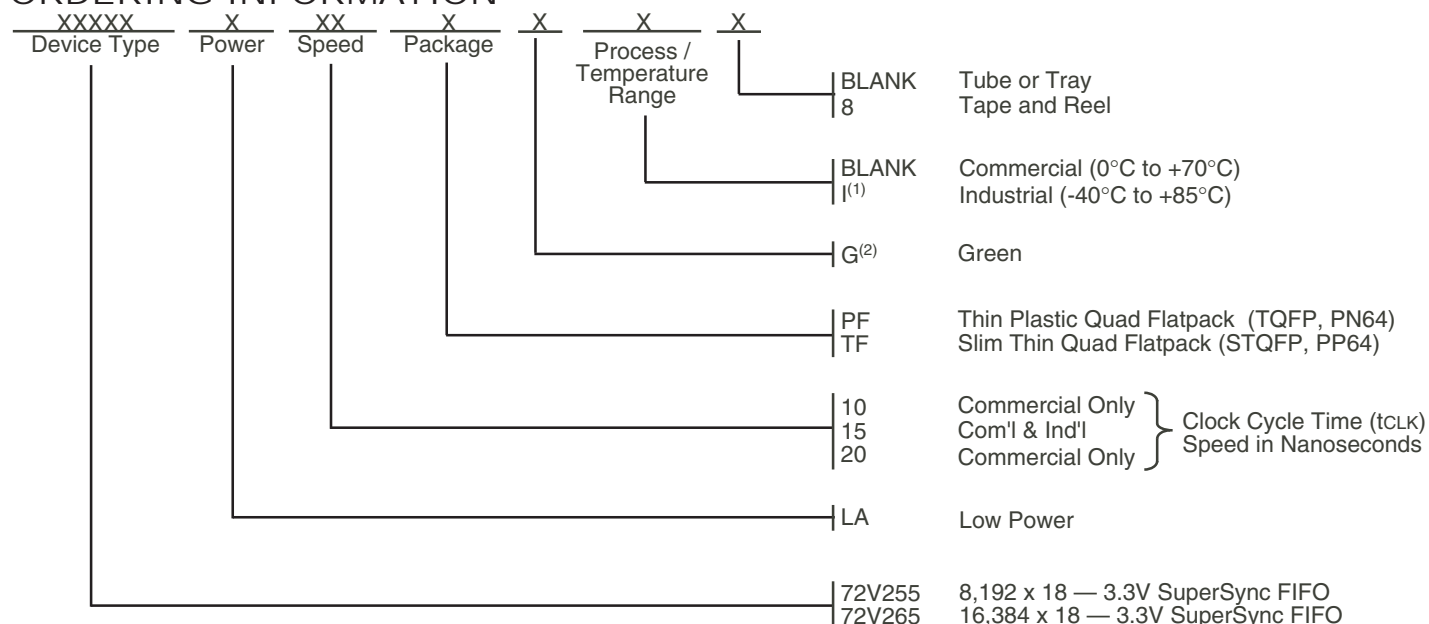 ORDERING INFORMATION
XXXXX X XX X X X X
Device Type Power Speed Package
Process /
Temperature
Range
BLANK Tube or Tray
8 Tape and Reel
BLANK Commercial (0°C to +70°C)
I(1) Industrial (-40°C to +85°C)
G(2) Green
PF Thin Plastic Quad Flatpack (TQFP, PN64)
TF Slim Thin Quad Flatpack (STQFP, PP64)
10 Commercial Only
15 Com'l & Ind'l
20 Commercial Only
Clock Cycle Time (tCLK)
Speed in Nanoseconds
LA Low Power
72V255 8,192 x 18 — 3.3V SuperSync FIFO
72V265 16,384 x 18 — 3.3V SuperSync FIFO